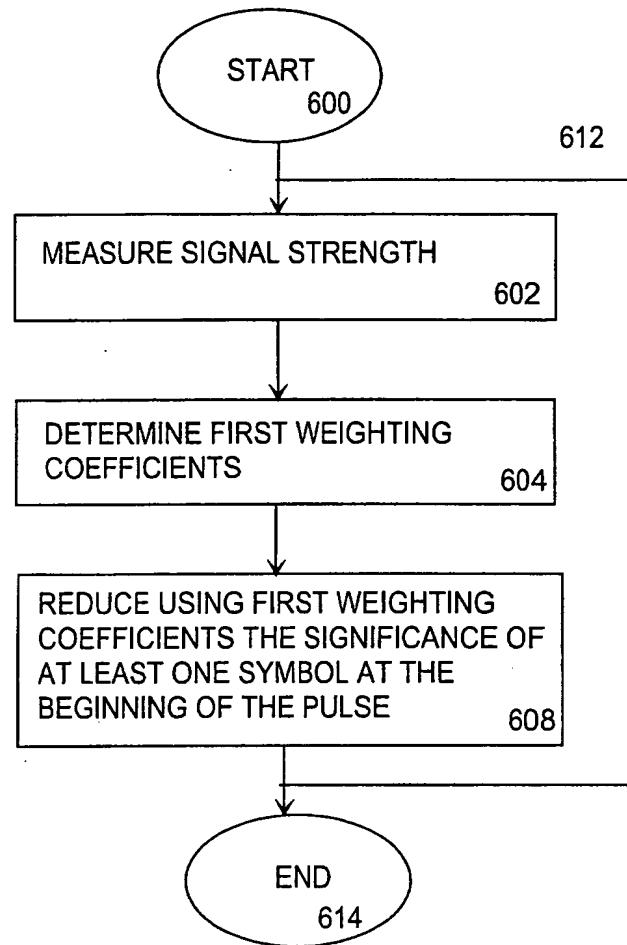 START
600
612
MEASURE SIGNAL STRENGTH
602
DETERMINE FIRST WEIGHTING
COEFFICIENTS
604
REDUCE USING FIRST WEIGHTING
COEFFICIENTS THE SIGNIFICANCE OF
AT LEAST ONE SYMBOL AT THE
BEGINNING OF THE PULSE
608
END
614